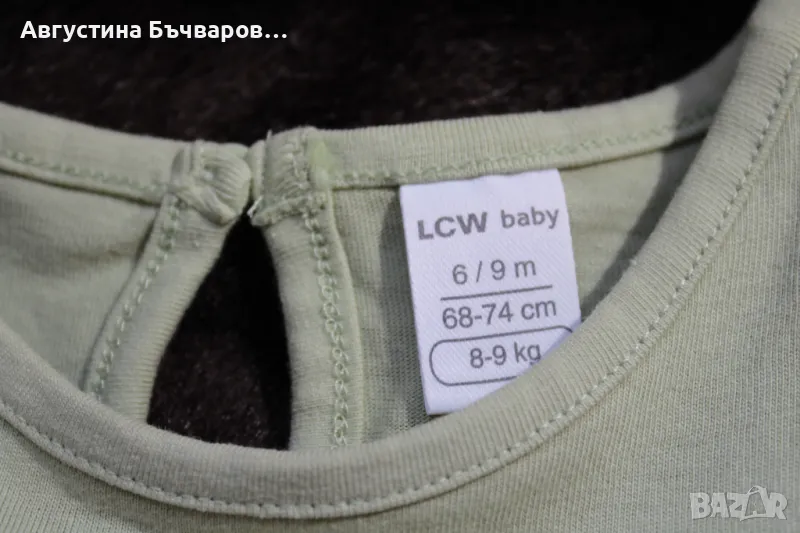 Августина Бъчваров...
LCW baby
6 / 9 m
68-74 cm
8-9 kg
BAZAR